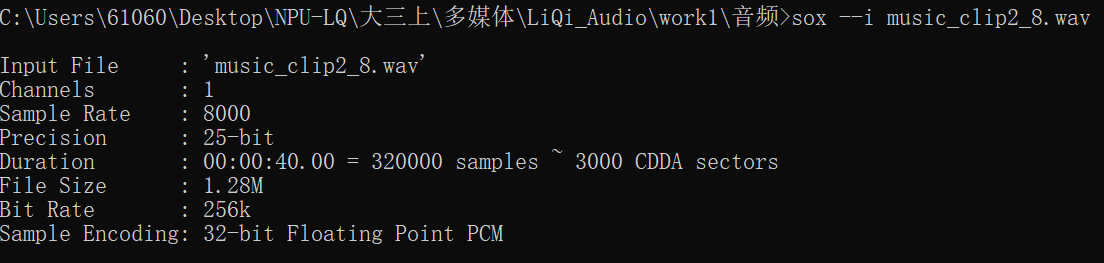 C:\Users\61060\Desktop\NPU-LQ\大三上\多媒体\LiQi_Audio\work1\音频>sox --i music_clip2_8.wav
Input File     : 'music_clip2_8.wav'
Channels       : 1
Sample Rate    : 8000
Precision      : 25-bit
Duration       : 00:00:40.00 = 320000 samples ~ 3000 CDDA sectors
File Size      : 1.28M
Bit Rate       : 256k
Sample Encoding: 32-bit Floating Point PCM